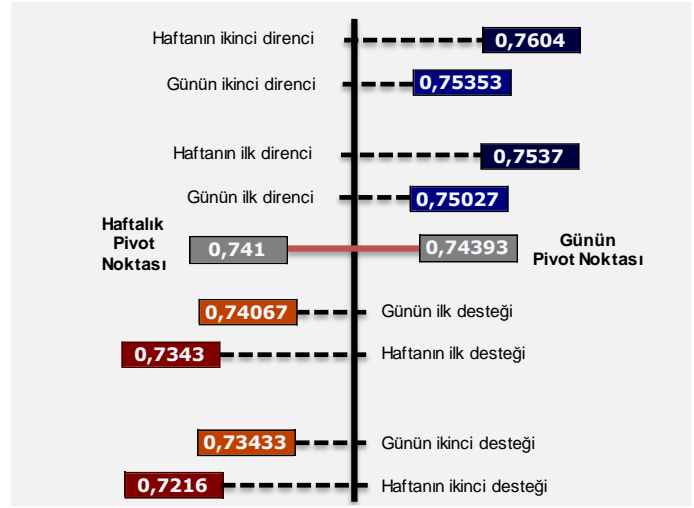 Haftanın ikinci direnci
0,7604
Günün ikinci direnci
0,75353
Haftanın ilk direnci
0,7537
Günün ilk direnci
0,75027
Haftalık
Pivot
Noktası
0,741
0,74393
Günün
Pivot Noktası
0,74067
Günün ilk desteği
0,7343
Haftanın ilk desteği
0,73433
Günün ikinci desteği
0,7216
Haftanın ikinci desteği